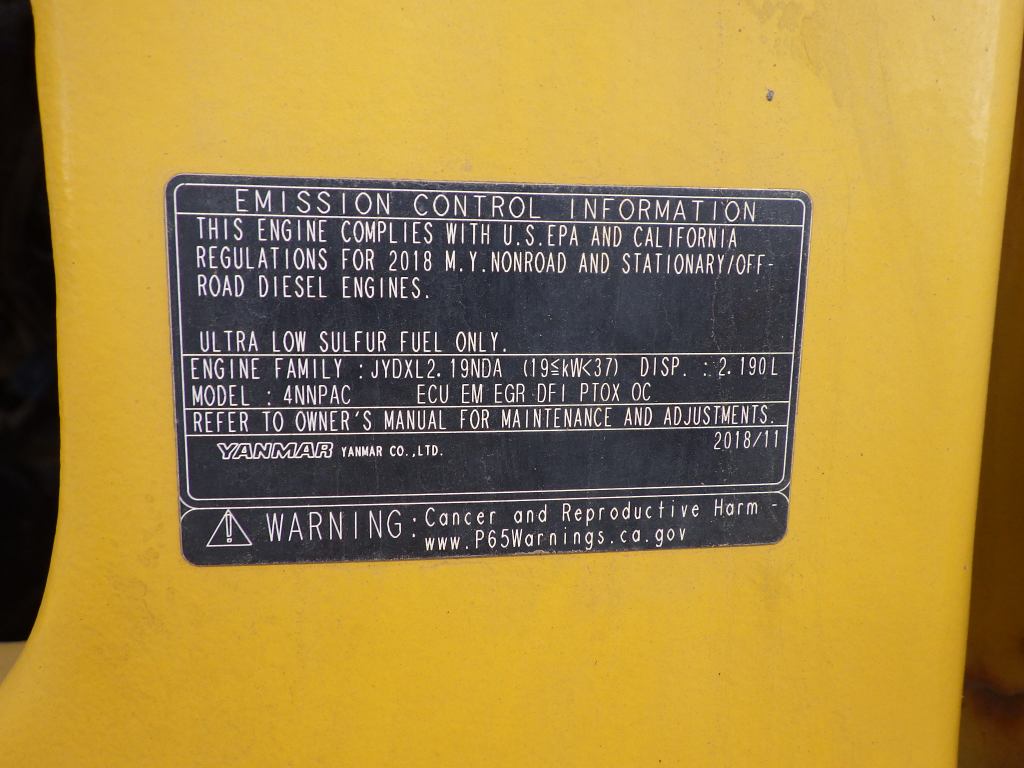 EMISSION CONTROL INFORMATION
THIS ENGINE COMPLIES WITH U.S.EPA AND CALIFORNIA
REGULATIONS FOR 2018 M.Y.NONROAD AND STATIONARY/OFF-
ROAD DIESEL ENGINES.
ULTRA LOW SULFUR FUEL ONLY.
ENGINE FAMILY : JYDXL2.19NDA (19≦kW<37) DISP. : 2.190L
MODEL : 4NNPAC ECU EM EGR DFI PTOX OC
REFER TO OWNER'S MANUAL FOR MAINTENANCE AND ADJUSTMENTS.
2018/11
YANMAR YANMAR CO.,LTD.
WARNING: Cancer and Reproductive Harm -
www.P65Warnings.ca.gov